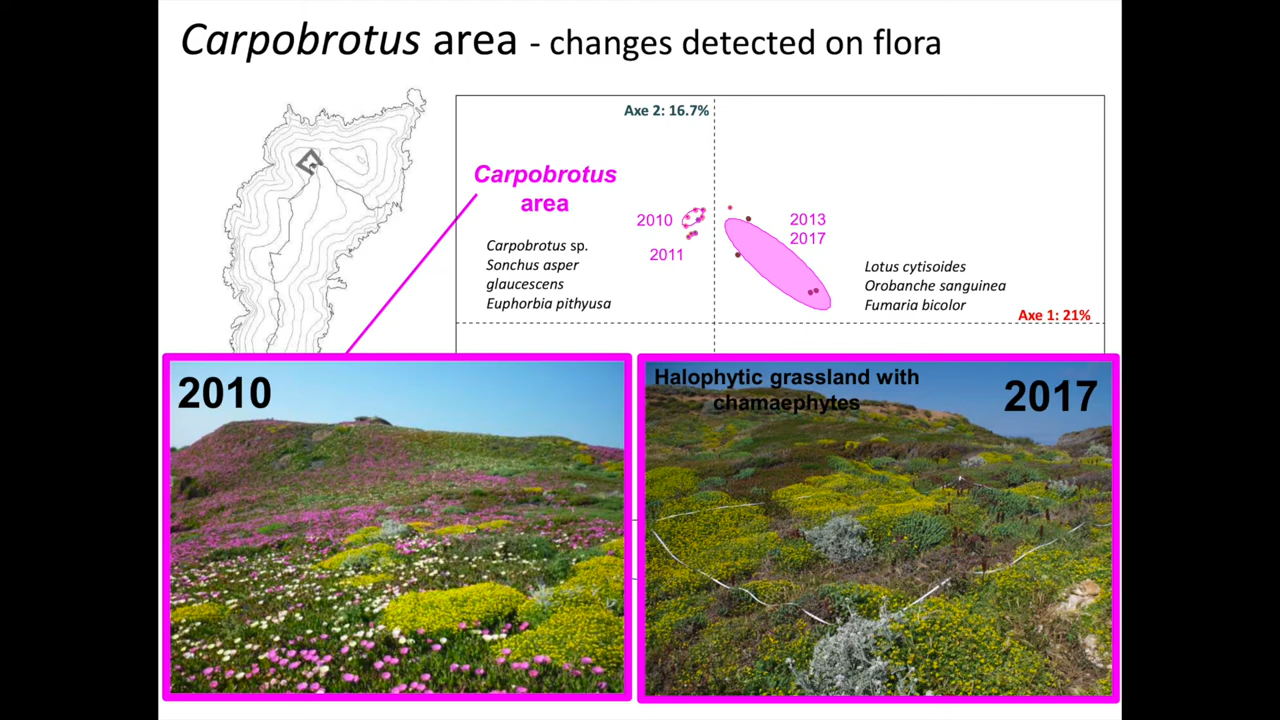 Carpobrotus area - changes detected on flora
Axe 2: 16.7%
Carpobrotus
area
2010
2011
2013
2017
Carpobrotus sp.
Sonchus asper
glaucescens
Euphorbia pithyusa
Lotus cytisoides
Orobanche sanguinea
Fumaria bicolor
Axe 1: 21%
2010
Halophytic grassland with
chamaephytes
2017